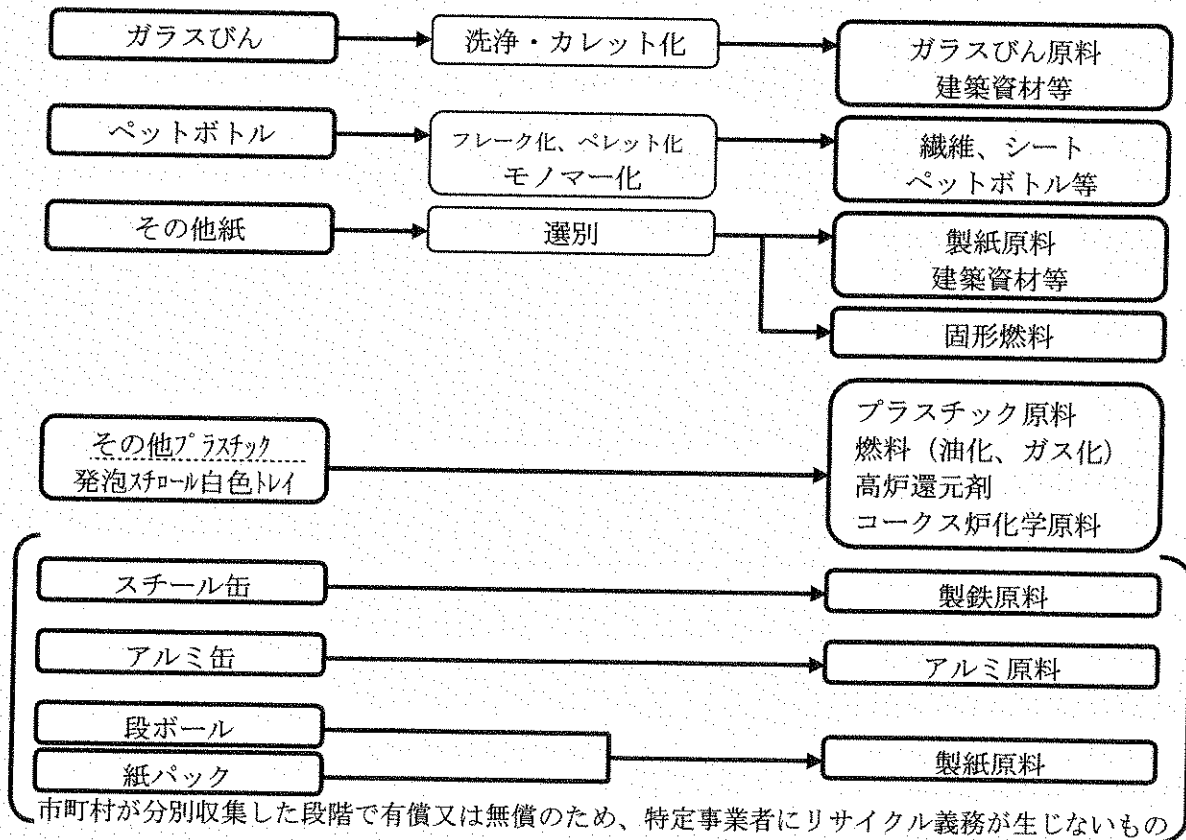 ガラスびん
洗浄・カレット化
ガラスびん原料
建築資材等
ペットボトル
フレーク化、ペレット化
モノマー化
繊維、シート
ペットボトル等
その他紙
選別
製紙原料
建築資材等
固形燃料
その他プラスチック
発泡スチロール白色トレイ
プラスチック原料
燃料（油化、ガス化）
高炉還元剤
コークス炉化学原料
スチール缶
製鉄原料
アルミ缶
アルミ原料
段ボール
紙パック
製紙原料
市町村が分別収集した段階で有償又は無償のため、特定事業者にリサイクル義務が生じないもの